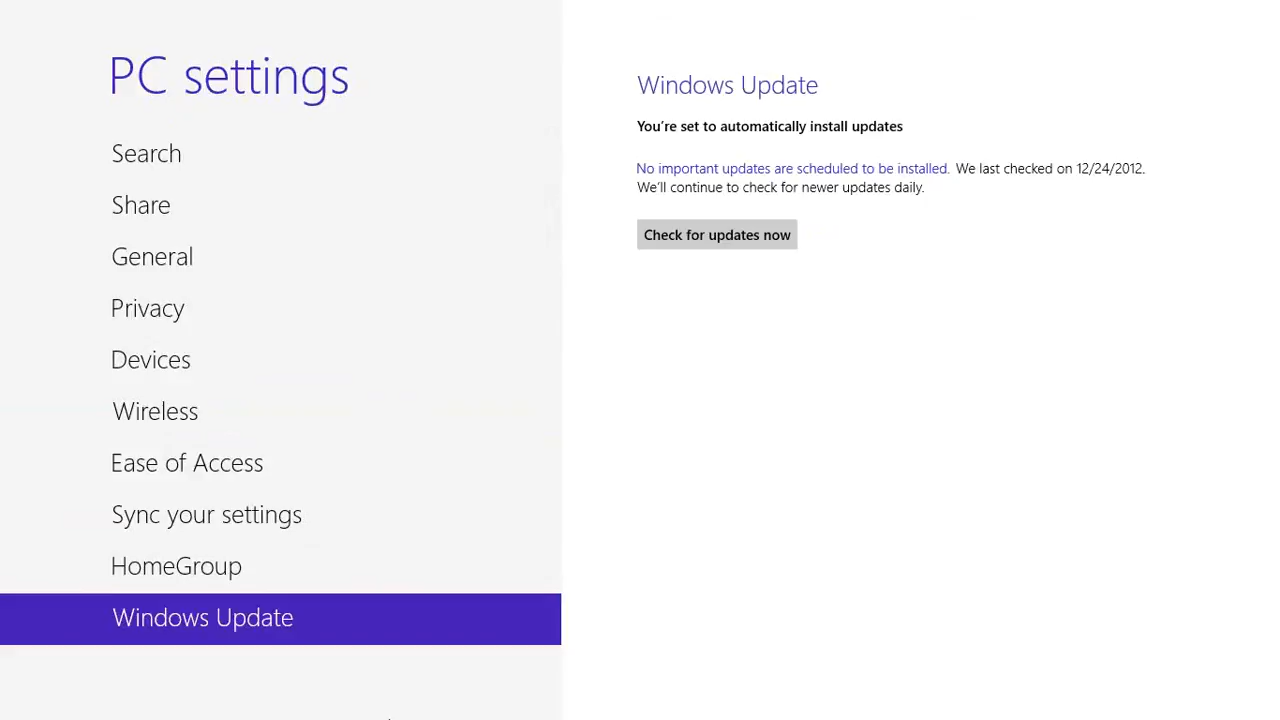 PC settings
Search
Share
General
Privacy
Devices
Wireless
Ease of Access
Sync your settings
HomeGroup
Windows Update
Windows Update
You're set to automatically install updates
No important updates are scheduled to be installed. We last checked on 12/24/2012.
We'll continue to check for newer updates daily.
Check for updates now